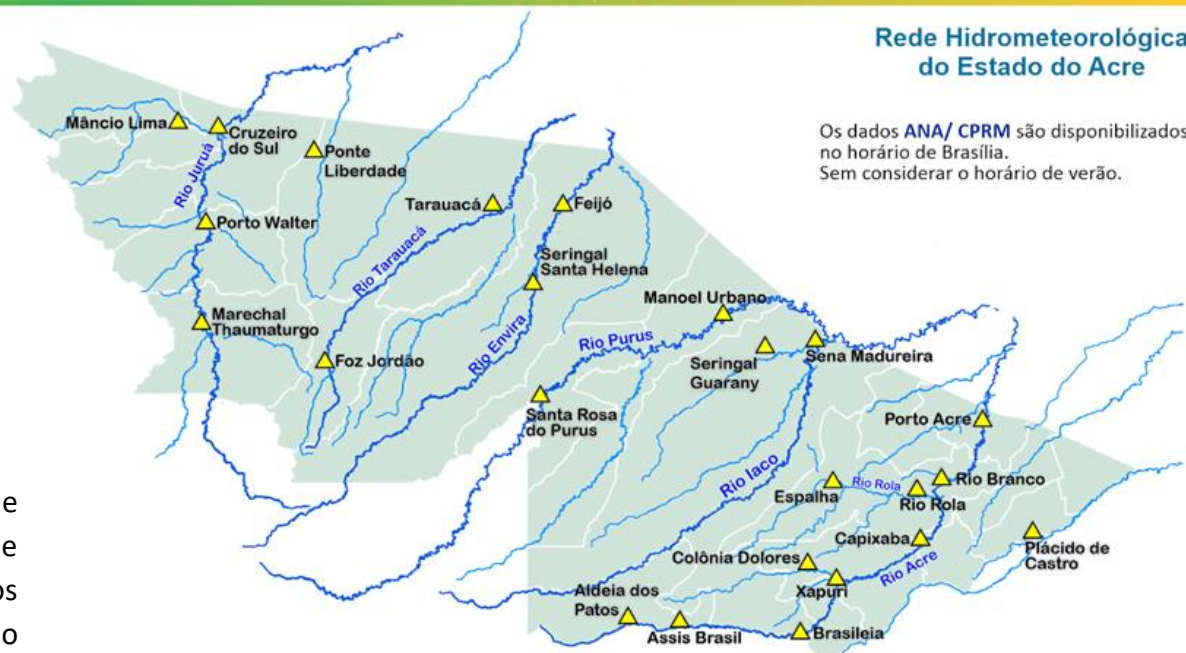 Rede Hidrometeorológica
do Estado do Acre
Os dados ANA/ CPRM são disponibilizados
no horário de Brasília.
Sem considerar o horário de verão.
Mâncio Lima
Cruzeiro
do Sul
Ponte
Liberdade
Rio Juruá
Porto Walter
Tarauacá
Feijó
Rio Tarauacá
Seringal
Santa Helena
Marechal
Thaumaturgo
Foz Jordão
Rio Envira
Manoel Urbano
Rio Purus
Seringal
Guarany
Sena Madureira
Santa Rosa
do Purus
Porto Acre
Rio Iaco
Espalha
Rio Rola
Rio Branco
Rio Rola
Capixaba
Plácido de
Castro
Colônia Dolores
Rio Acre
Xapuri
Aldeia dos
Patos
Assis Brasil
Brasileia
e
e
os
o